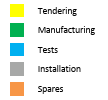 Tendering
Manufacturing
Tests
Installation
Spares